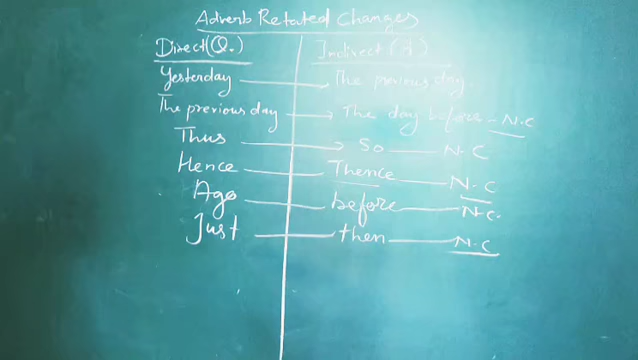 Adverb Related Changes
Direct (Q.) Indirect (A)
Yesterday The previous day.
The previous day The day before - N.C
Thus So N.C
Hence Thence N.C
Ago before N.C.
Just then N.C